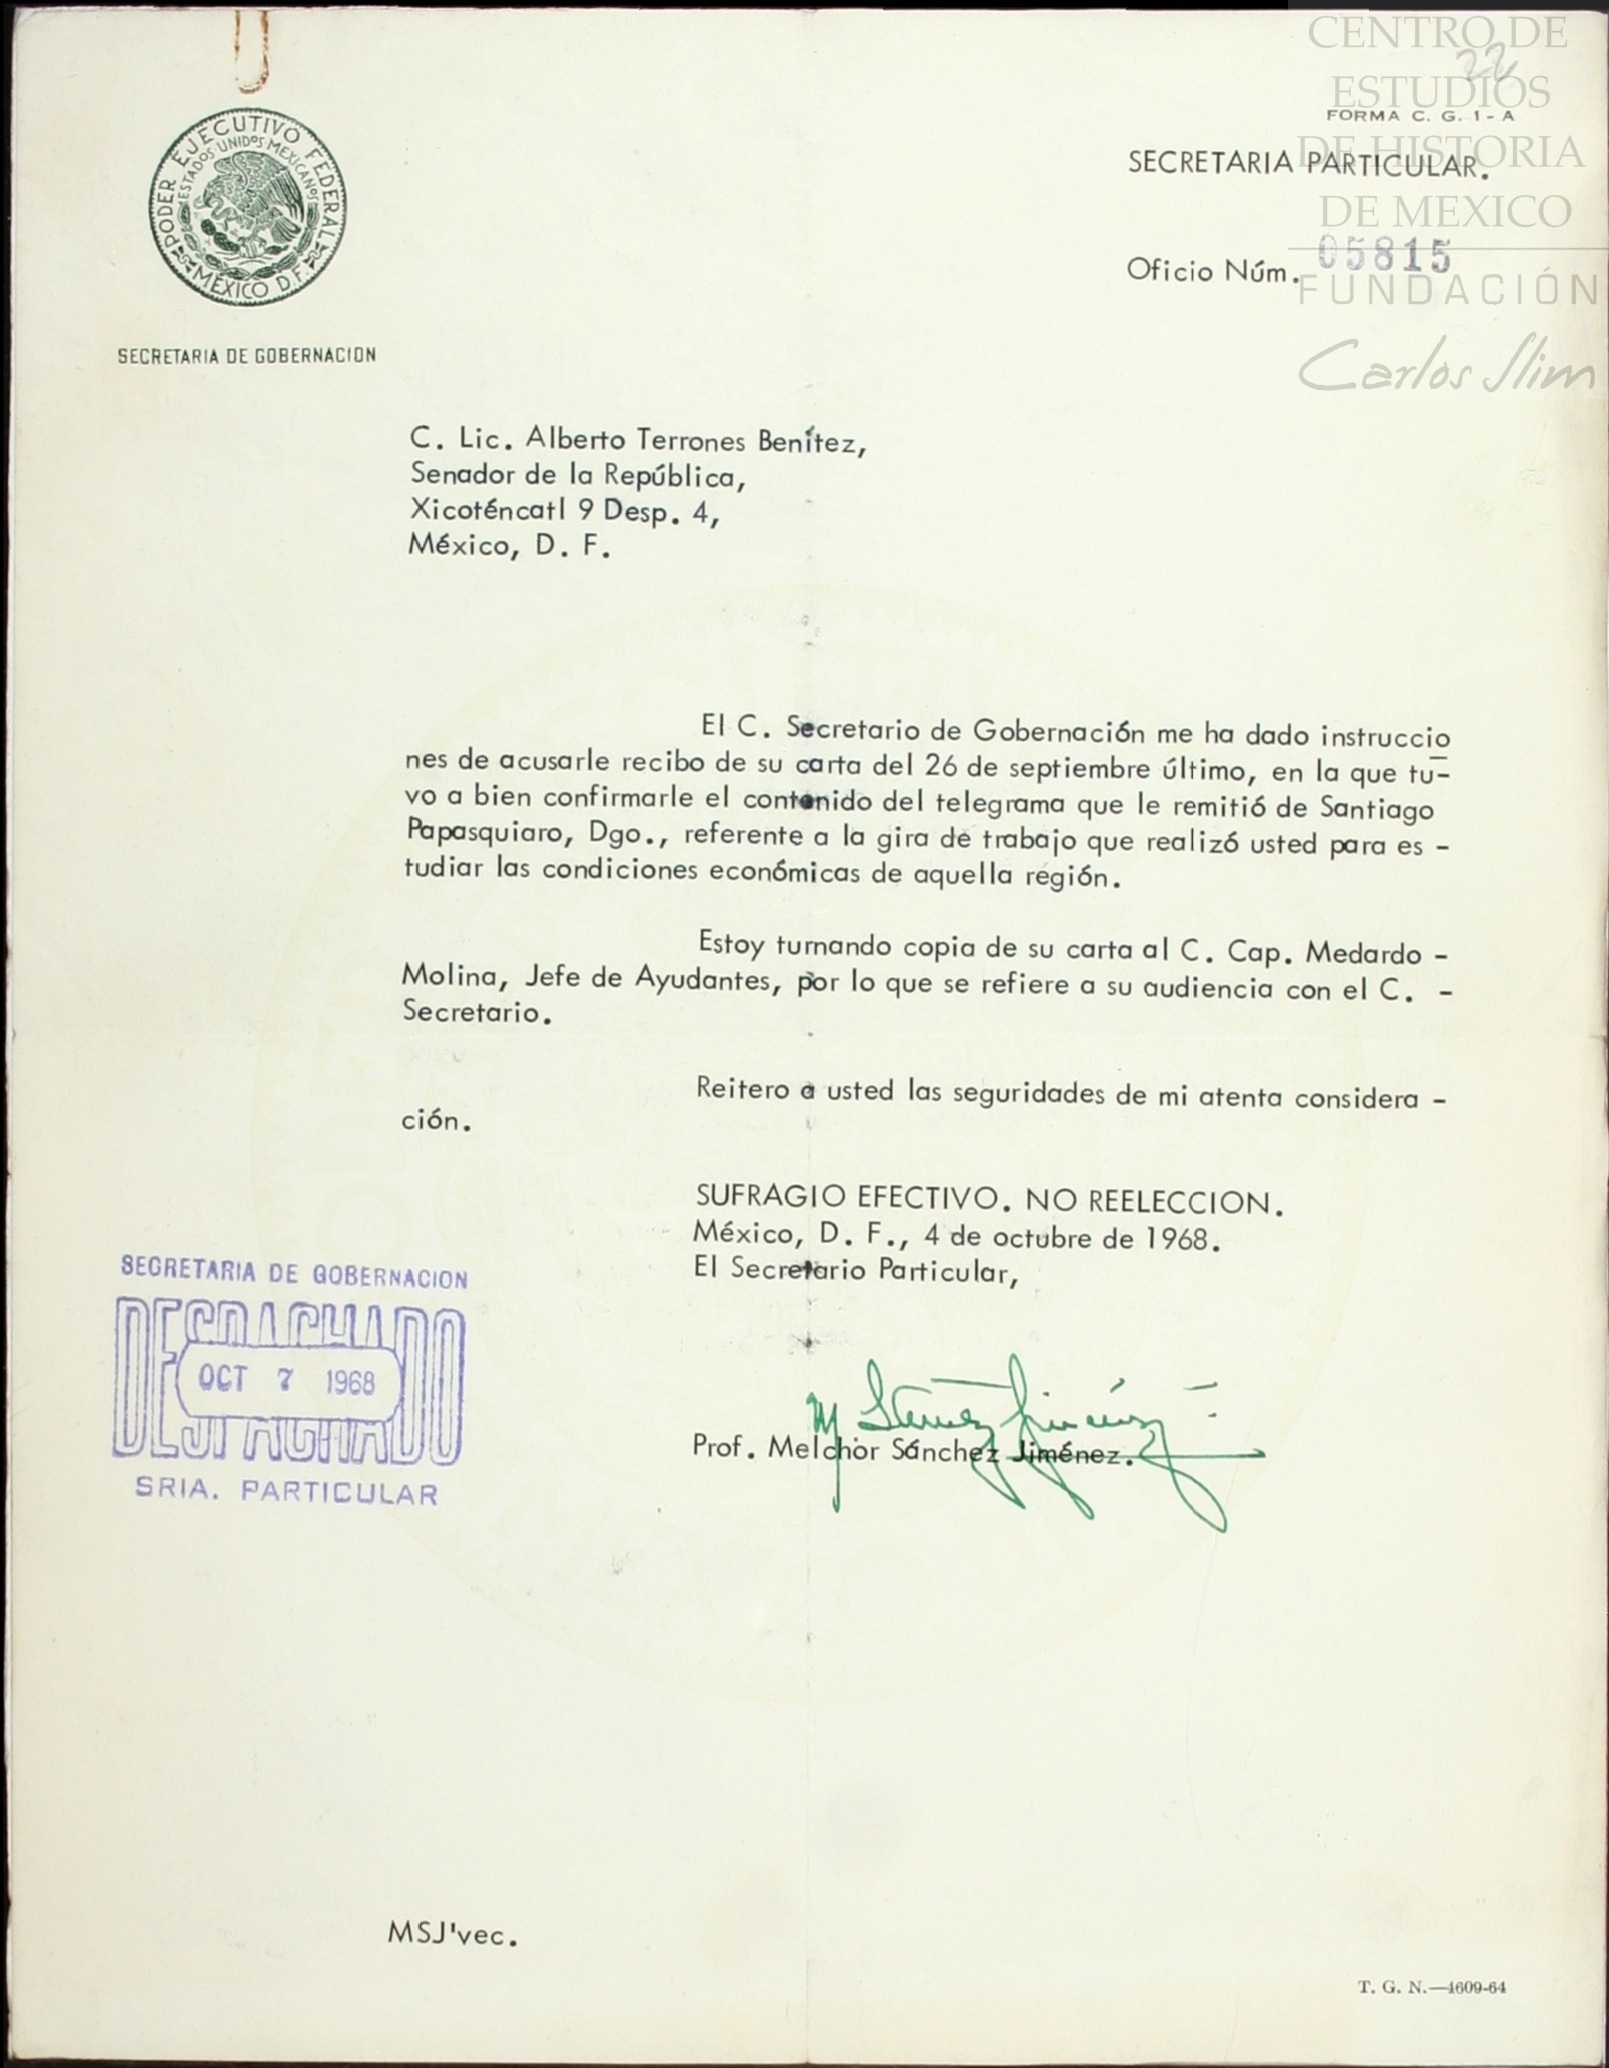 CENTRO DE
ESTUDIOS
DE HISTORIA
DE MEXICO
FUNDACIÓN
Carlos Slim
22
FORMA C. G. 1 - A
SECRETARIA PARTICULAR.
Oficio Núm. 05815
PODER EJECUTIVO FEDERAL
ESTADOS UNIDOS MEXICANOS
MEXICO D.F.
SECRETARIA DE GOBERNACION
C. Lic. Alberto Terrones Benítez,
Senador de la República,
Xicoténcatl 9 Desp. 4,
México, D. F.
El C. Secretario de Gobernación me ha dado instruccio
nes de acusarle recibo de su carta del 26 de septiembre último, en la que tu-
vo a bien confirmarle el contenido del telegrama que le remitió de Santiago
Papasquiaro, Dgo., referente a la gira de trabajo que realizó usted para es -
tudiar las condiciones económicas de aquella región.
Estoy turnando copia de su carta al C. Cap. Medardo -
Molina, Jefe de Ayudantes, por lo que se refiere a su audiencia con el C. -
Secretario.
Reitero a usted las seguridades de mi atenta considera -
ción.
SUFRAGIO EFECTIVO. NO REELECCION.
México, D. F., 4 de octubre de 1968.
El Secretario Particular,
M Sánchez Jiménez
Prof. Melchor Sánchez Jiménez.
SECRETARIA DE GOBERNACION
DESPACHADO
OCT 7 1968
DESPACHADO
SRIA. PARTICULAR
MSJ'vec.
T. G. N.—4609-64